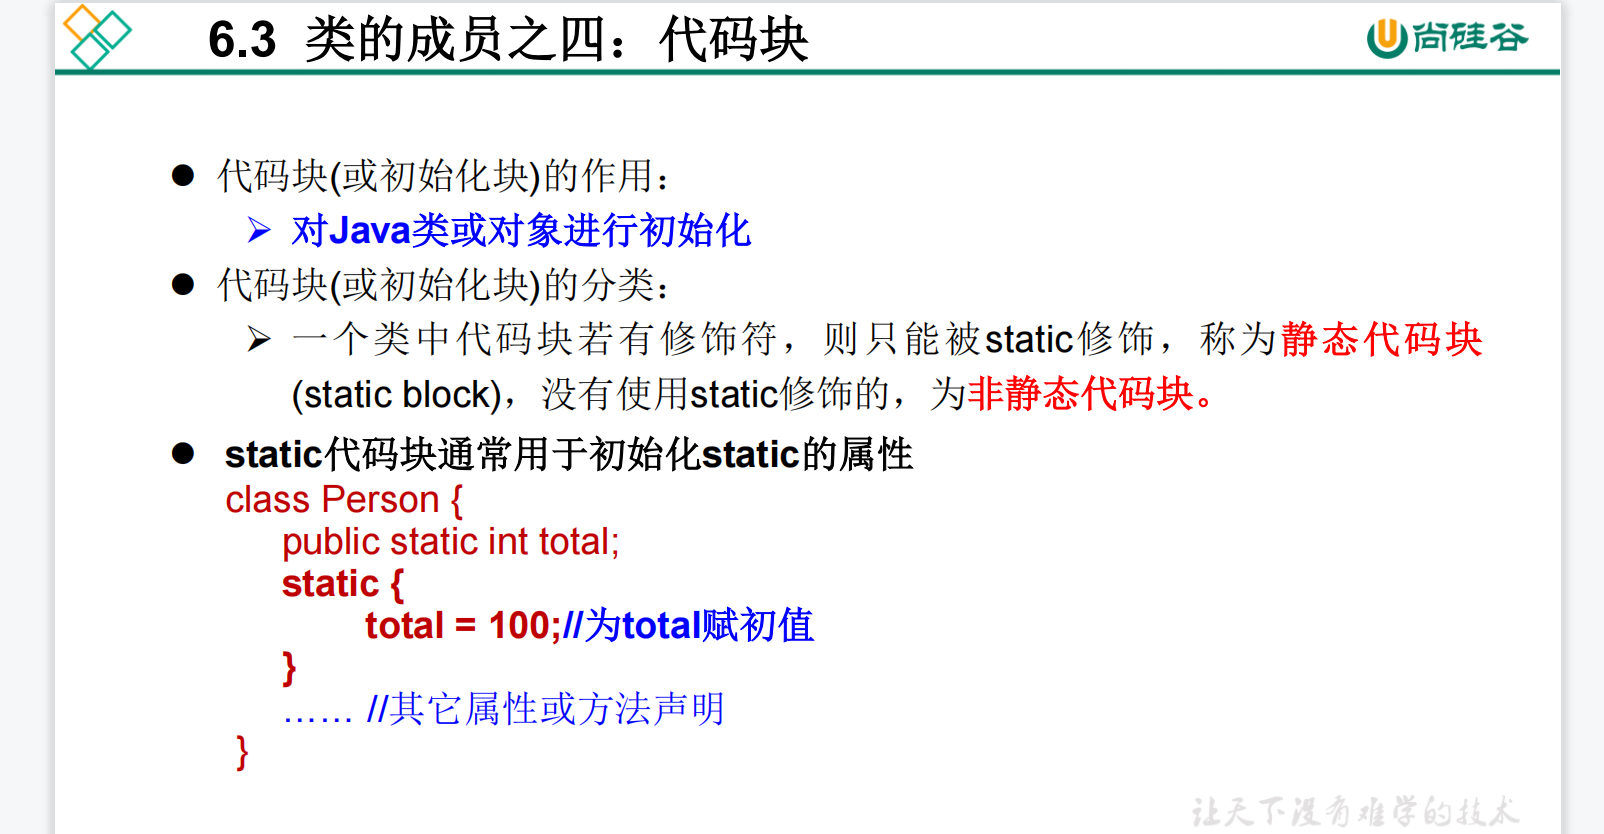 6.3 类的成员之四：代码块
尚硅谷
● 代码块(或初始化块)的作用：
➢ 对Java类或对象进行初始化
● 代码块(或初始化块)的分类：
➢ 一个类中代码块若有修饰符，则只能被static修饰，称为静态代码块
(static block)，没有使用static修饰的，为非静态代码块。
● static代码块通常用于初始化static的属性
class Person {
public static int total;
static {
total = 100;//为total赋初值
}
…… //其它属性或方法声明
}
让天下没有难学的技术